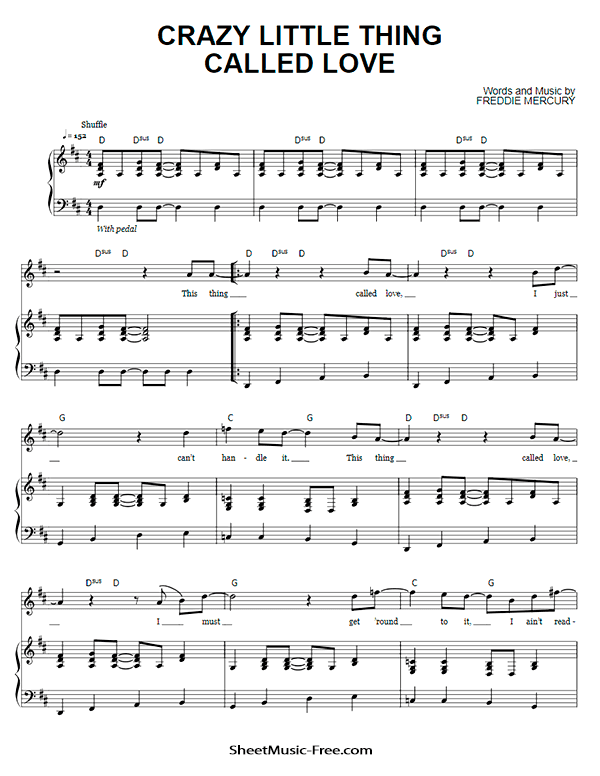 CRAZY LITTLE THING
CALLED LOVE
Words and Music by
FREDDIE MERCURY
Shuffle
♩ = 152
D Dsus D Dsus D Dsus D
mf
With pedal
Dsus D D Dsus D Dsus D
This thing called love, I just
G C G D Dsus D
can't han- dle it. This thing called love,
Dsus D G C G
I must get 'round to it, I ain't read-
SheetMusic-Free.com